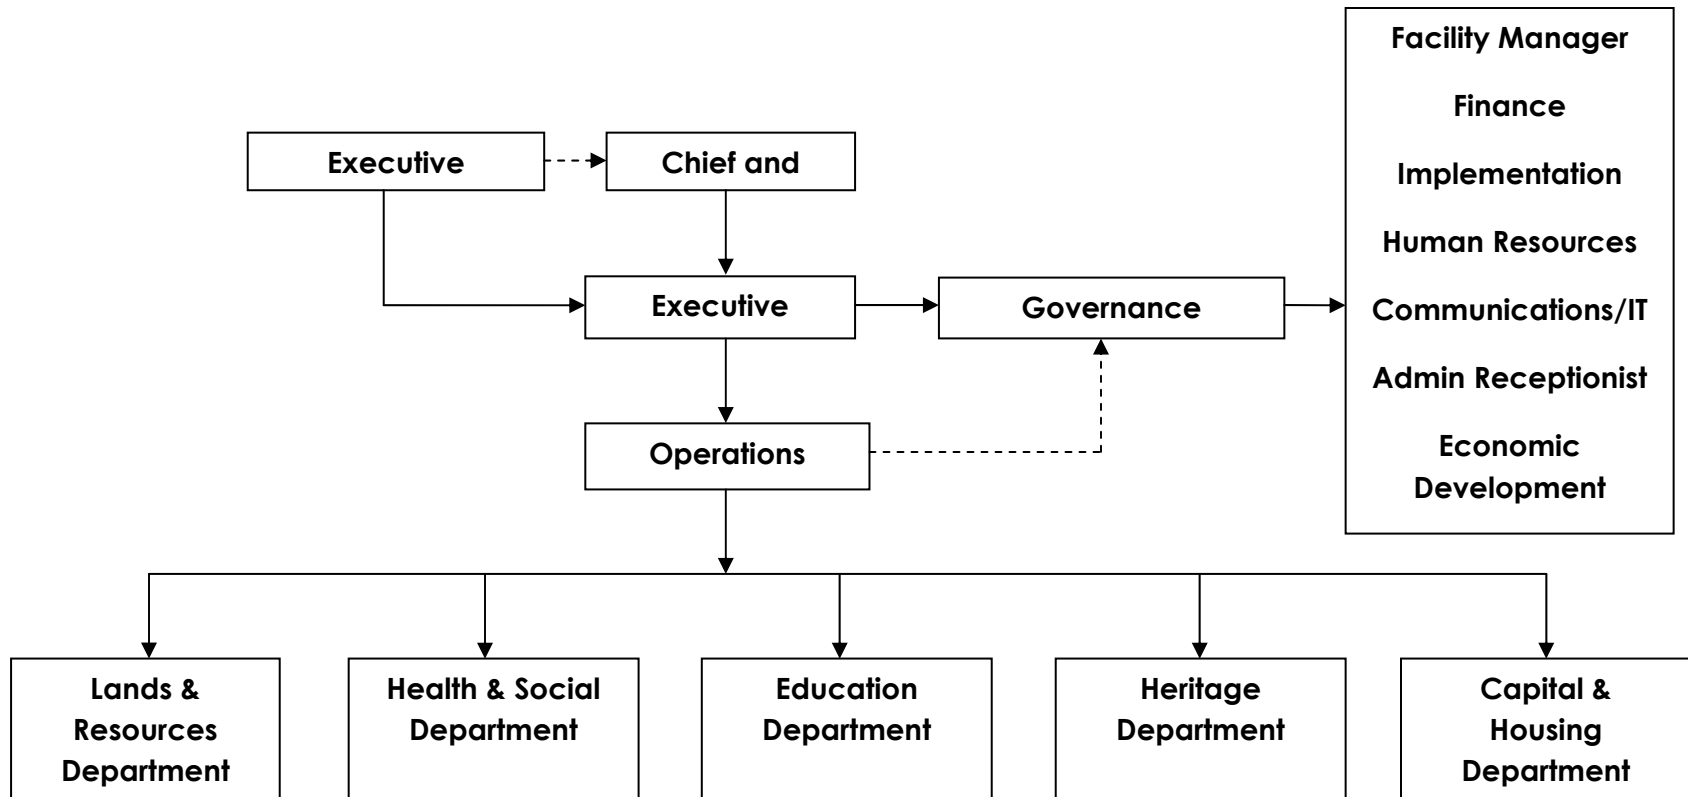 Facility Manager
Finance
Implementation
Human Resources
Communications/IT
Admin Receptionist
Economic
Development
Executive
Chief and
Executive
Governance
Operations
Lands &
Resources
Department
Health & Social
Department
Education
Department
Heritage
Department
Capital &
Housing
Department